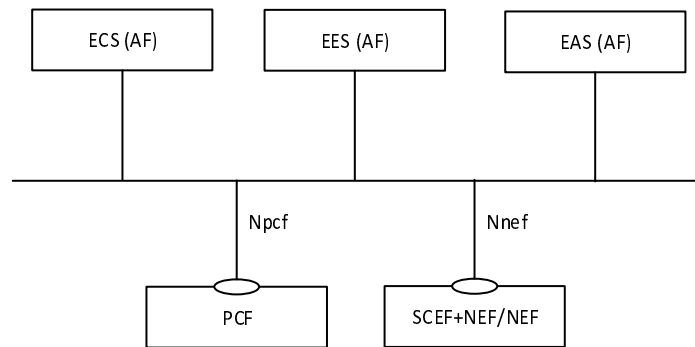 ECS (AF)
EES (AF)
EAS (AF)
Npcf
Nnef
PCF
SCEF+NEF/NEF